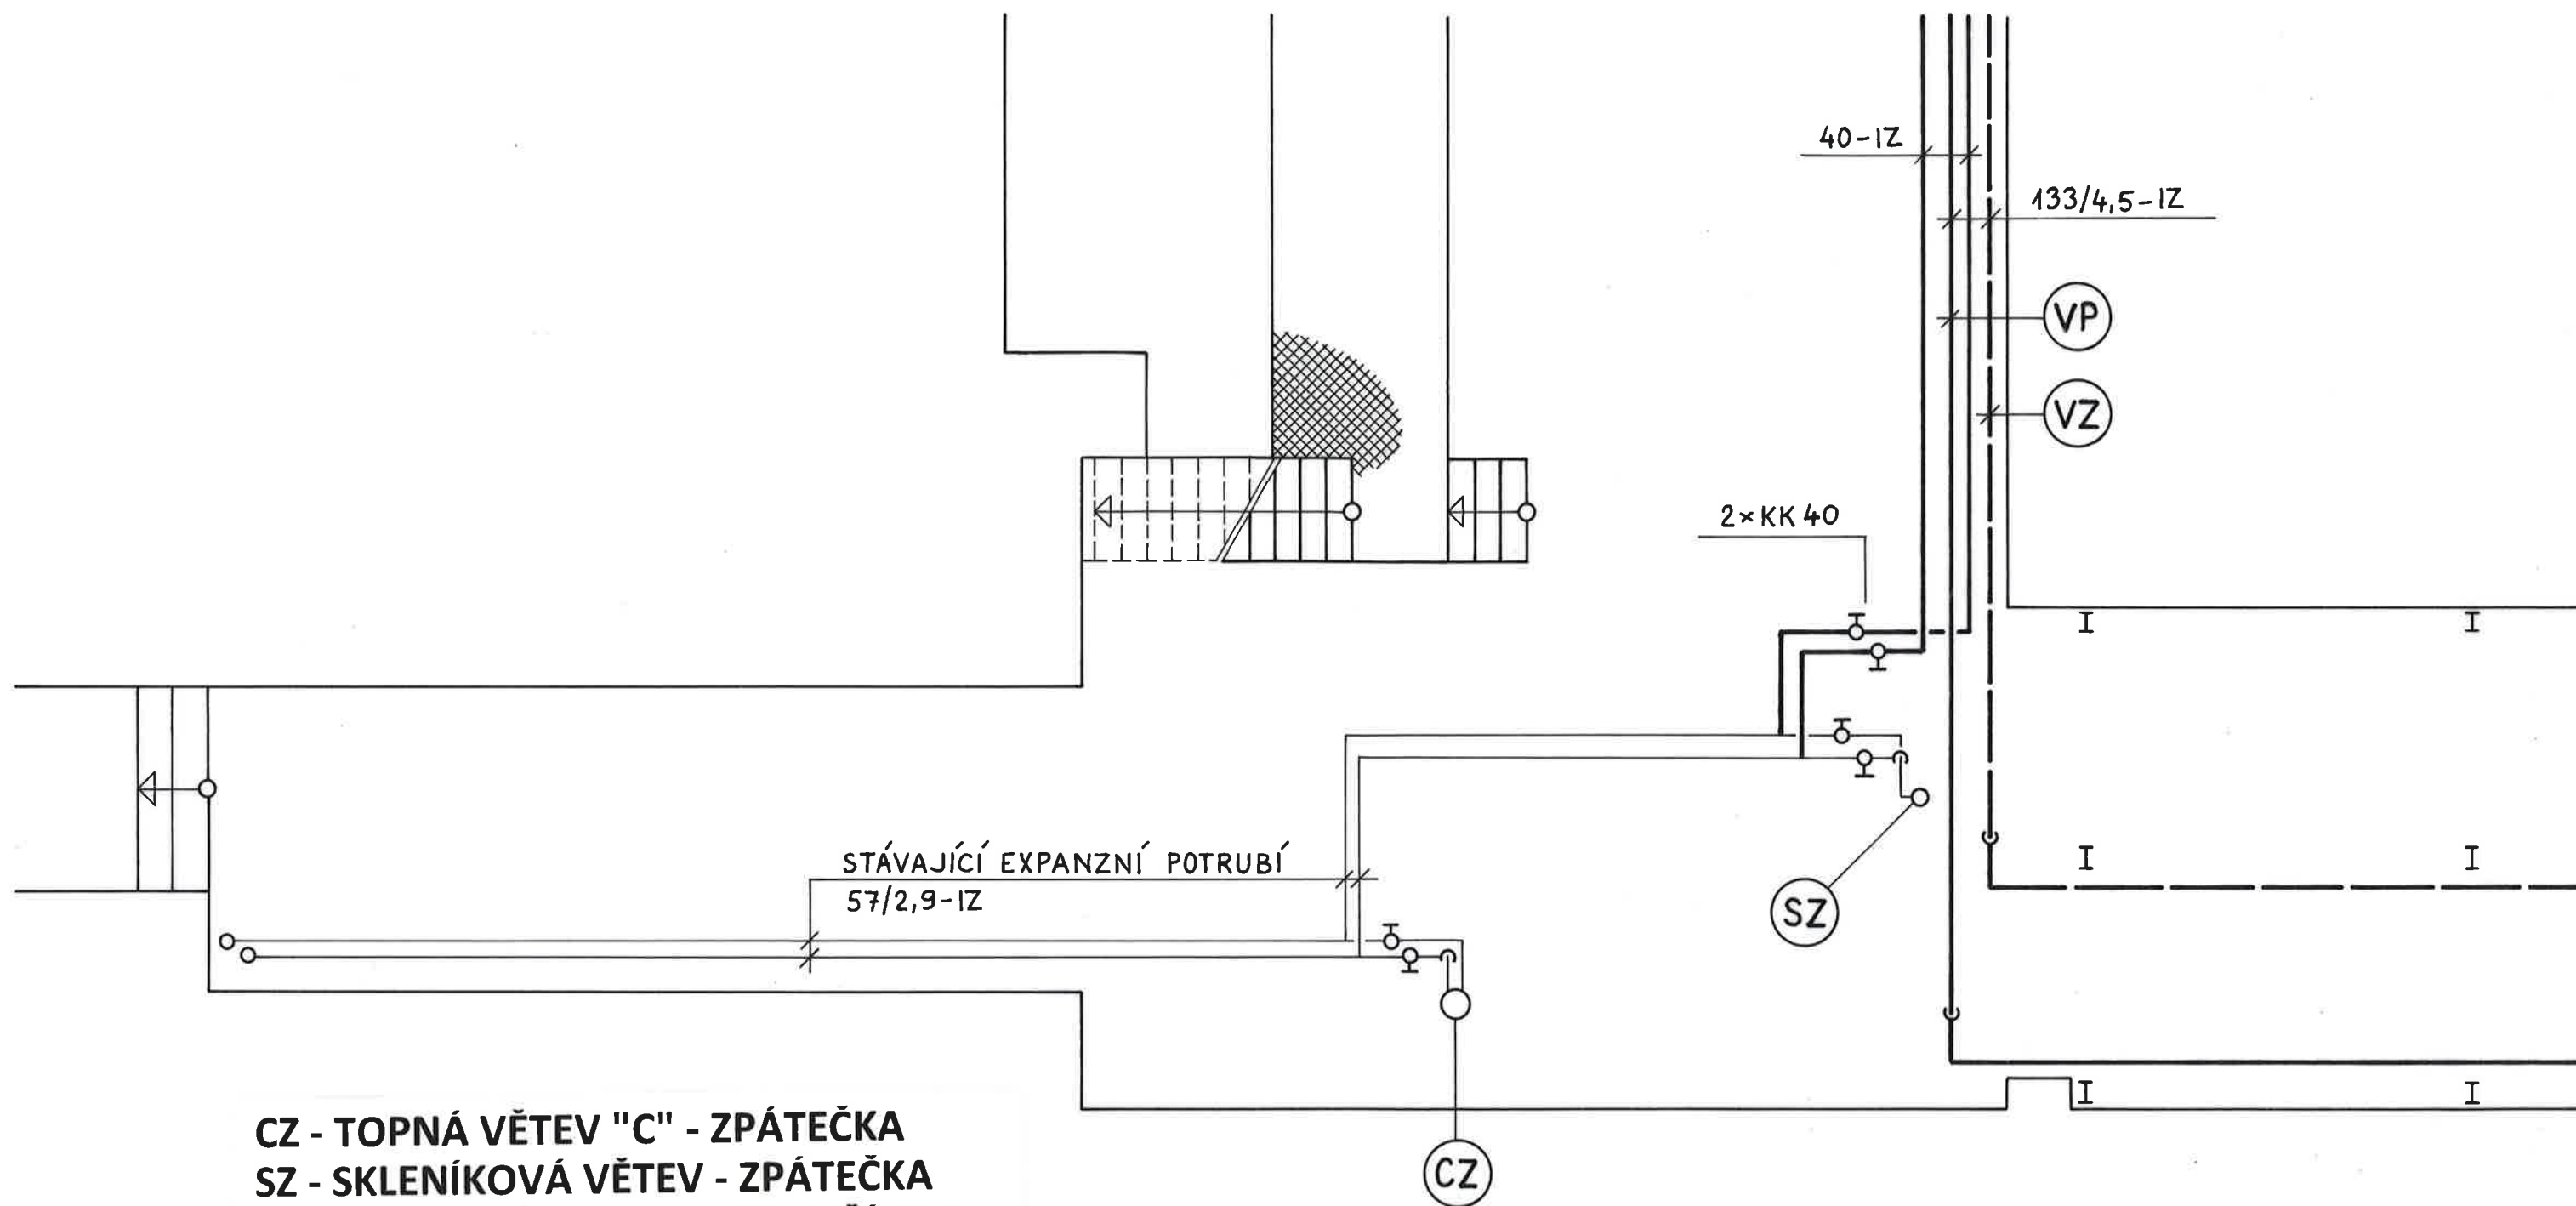 40-IZ
133/4,5-IZ
VP
VZ
2×KK 40
I I
STÁVAJÍCÍ EXPANZNÍ POTRUBÍ
57/2,9-IZ
I I
SZ
I I
CZ - TOPNÁ VĚTEV "C" - ZPÁTEČKA
CZ
SZ - SKLENÍKOVÁ VĚTEV - ZPÁTEČKA